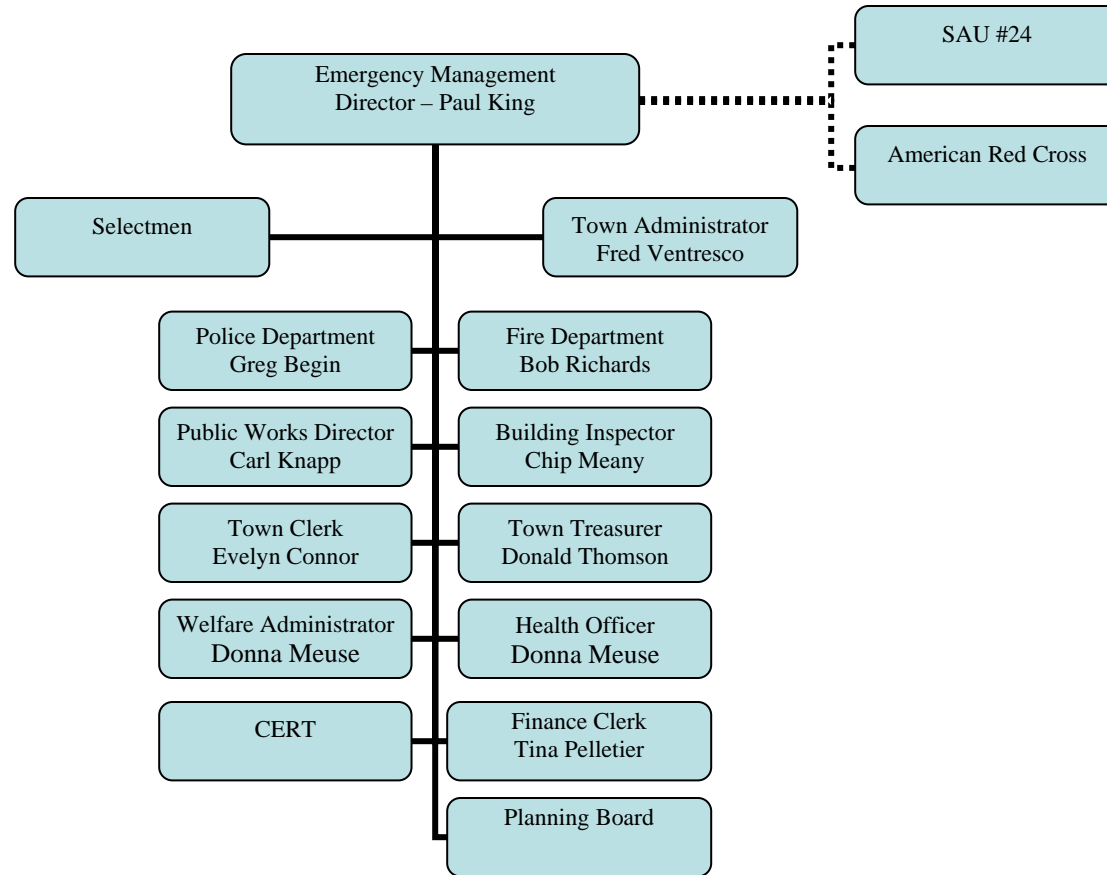 SAU #24
Emergency Management
Director – Paul King
American Red Cross
Selectmen
Town Administrator
Fred Ventresco
Police Department
Greg Begin
Fire Department
Bob Richards
Public Works Director
Carl Knapp
Building Inspector
Chip Meany
Town Clerk
Evelyn Connor
Town Treasurer
Donald Thomson
Welfare Administrator
Donna Meuse
Health Officer
Donna Meuse
CERT
Finance Clerk
Tina Pelletier
Planning Board